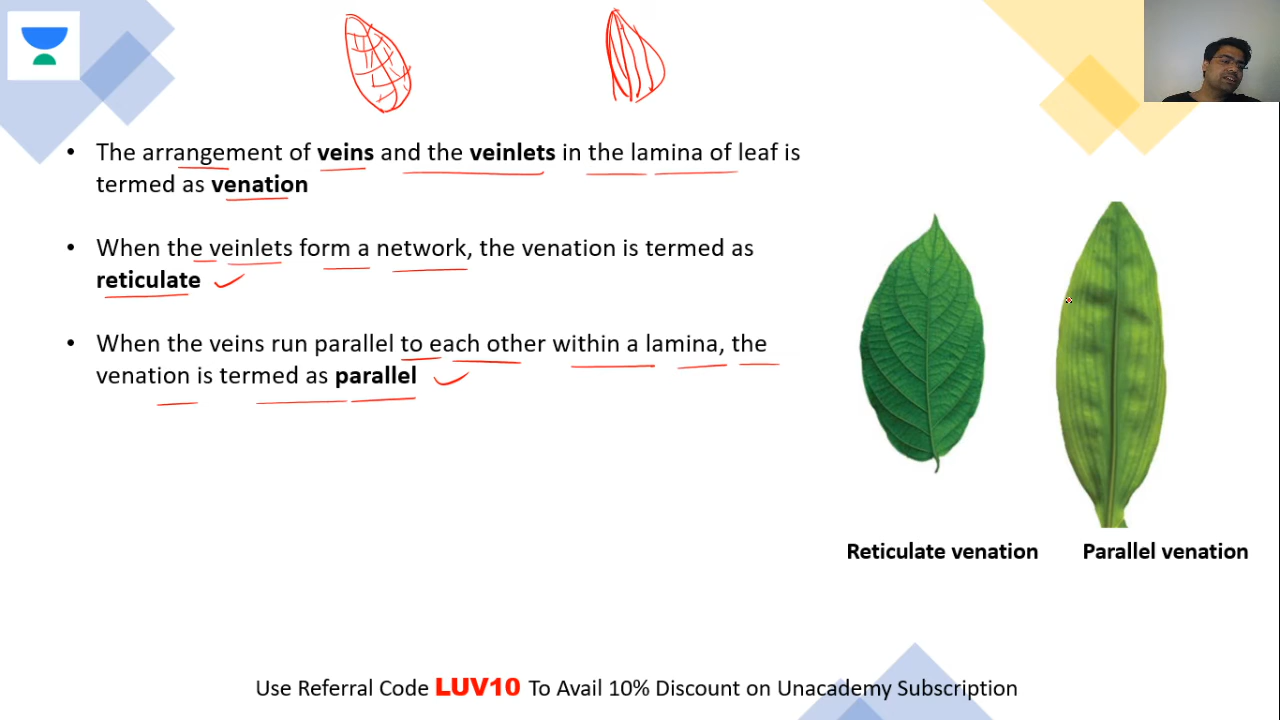 • The arrangement of veins and the veinlets in the lamina of leaf is
termed as venation
• When the veinlets form a network, the venation is termed as
reticulate
• When the veins run parallel to each other within a lamina, the
venation is termed as parallel
Reticulate venation
Parallel venation
Use Referral Code LUV10 To Avail 10% Discount on Unacademy Subscription